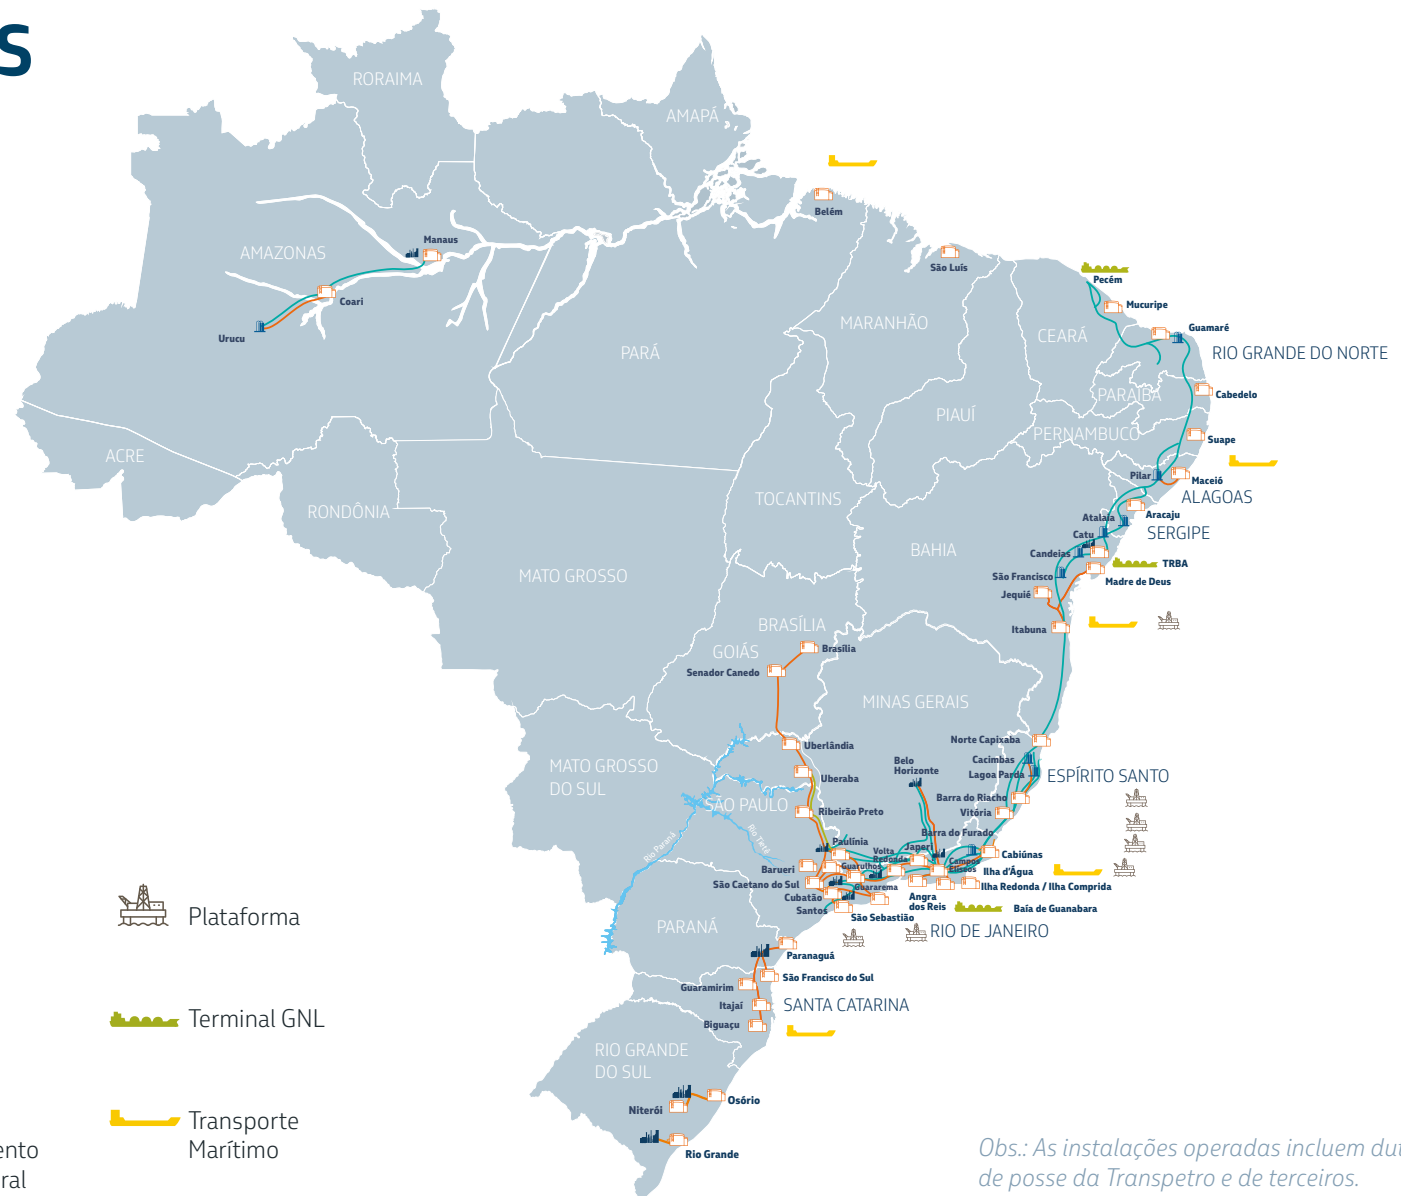 S
RORAIMA
AMAPÁ
Belém
AMAZONAS
Manaus
São Luís
Coari
Pecém
Urucu
Mucuripe
MARANHÃO
CEARÁ
Guamaré
PARÁ
RIO GRANDE DO NORTE
PARAÍBA
Cabedelo
PIAUÍ
PERNAMBUCO
Suape
ACRE
Pilar
Maceió
TOCANTINS
ALAGOAS
RONDÔNIA
Aracaju
Atalaia
Catu
SERGIPE
BAHIA
Candeias
TRBA
MATO GROSSO
São Francisco
Madre de Deus
Jequié
BRASÍLIA
Itabuna
GOIÁS
Brasília
Senador Canedo
MINAS GERAIS
Norte Capixaba
Uberlândia
Cacimbas
Belo
Horizonte
MATO GROSSO
DO SUL
Uberaba
Lagoa Parda
ESPÍRITO SANTO
Barra do Riacho
SÃO PAULO
Ribeirão Preto
Vitória
Rio Paraná
Rio Tietê
Barra do Furado
Paulínia
Volta
Redonda
Japeri
Cabiúnas
Barueri
Guarulhos
Campos
Elíseos
Ilha d'Água
São Caetano do Sul
Guararema
Ilha Redonda / Ilha Comprida
Cubatão
Angra
dos Reis
Santos
São Sebastião
Baía de Guanabara
Plataforma
PARANÁ
RIO DE JANEIRO
Paranaguá
São Francisco do Sul
Guaramirim
Itajaí
SANTA CATARINA
Terminal GNL
Biguaçu
RIO GRANDE
DO SUL
Osório
Niterói
Transporte
Marítimo
Rio Grande
ento
ral
Obs.: As instalações operadas incluem dut
de posse da Transpetro e de terceiros.